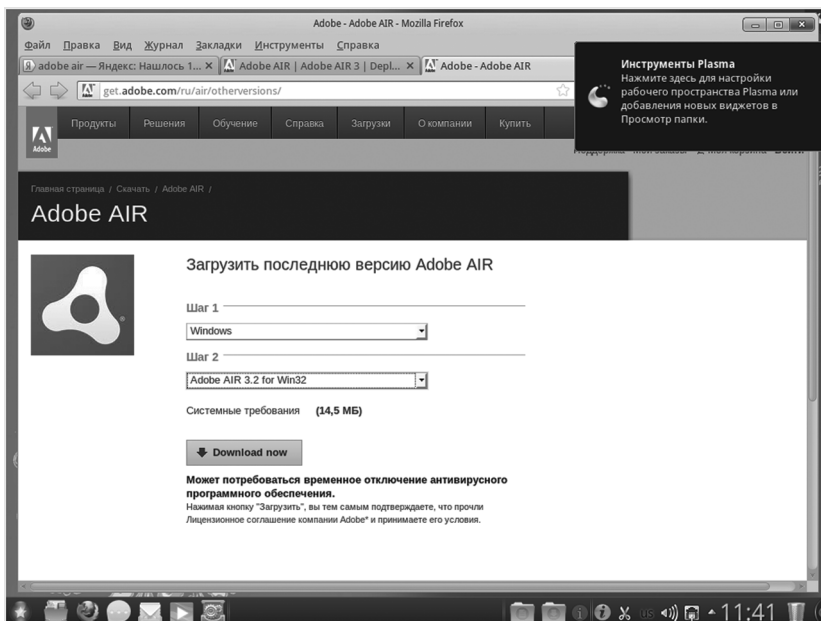 Adobe - Adobe AIR - Mozilla Firefox
Файл Правка Вид Журнал Закладки Инструменты Справка
adobe air — Яндекс: Нашлось 1... Adobe AIR | Adobe AIR 3 | Depl... Adobe - Adobe AIR
get.adobe.com/ru/air/otherversions/
Инструменты Plasma
Нажмите здесь для настройки
рабочего пространства Plasma или
добавления новых виджетов в
Просмотр папки.
Adobe
Продукты Решения Обучение Справка Загрузки О компании Купить
Главная страница / Скачать / Adobe AIR /
Adobe AIR
Загрузить последнюю версию Adobe AIR
Шаг 1
Windows
Шаг 2
Adobe AIR 3.2 for Win32
Системные требования (14,5 МБ)
Download now
Может потребоваться временное отключение антивирусного
программного обеспечения.
Нажимая кнопку "Загрузить", вы тем самым подтверждаете, что прочли
Лицензионное соглашение компании Adobe* и принимаете его условия.
us 11:41